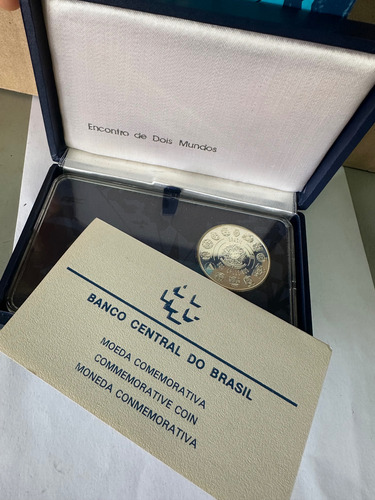 Encontro de Dois Mundos
BANCO CENTRAL DO BRASIL
MOEDA COMEMORATIVA
COMMEMORATIVE COIN
MONEDA CONMEMORATIVA